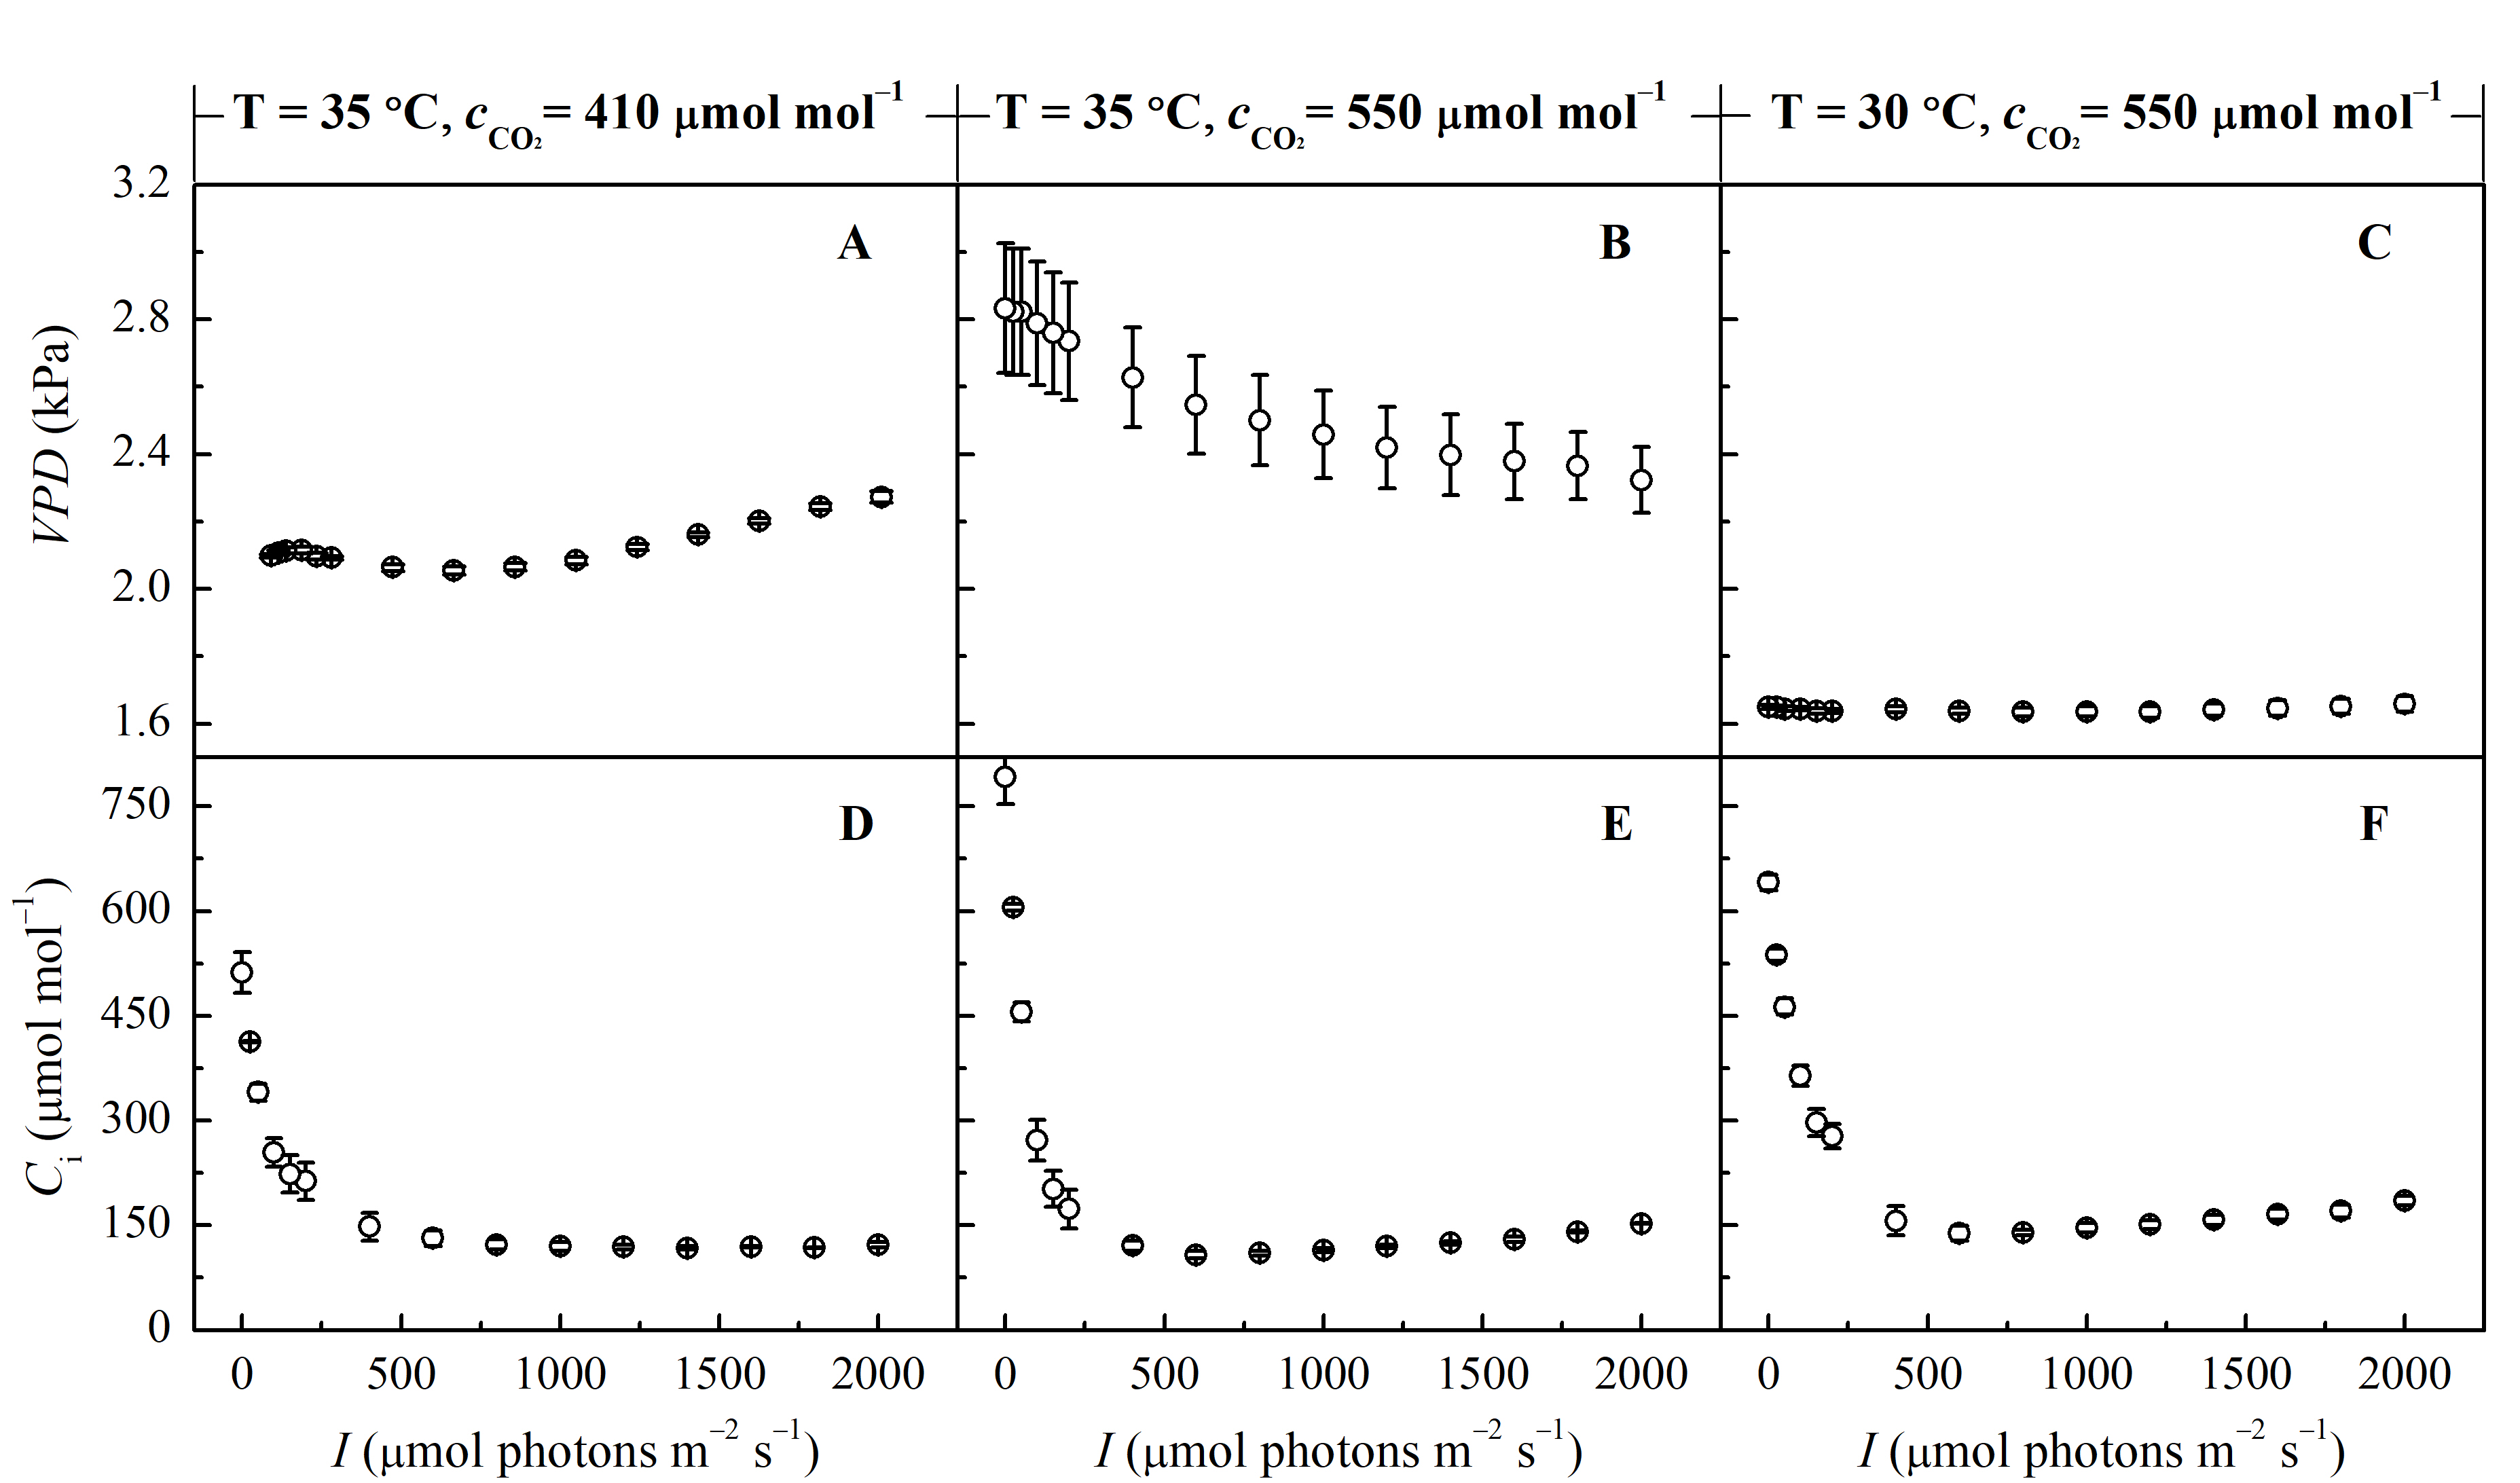 T = 35 °C, cCO₂= 410 μmol mol⁻¹
T = 35 °C, cCO₂= 550 μmol mol⁻¹
T = 30 °C, cCO₂= 550 μmol mol⁻¹
VPD (kPa)
3.2
2.8
2.4
2.0
1.6
A
B
C
Cᵢ (μmol mol⁻¹)
750
600
450
300
150
0
D
E
F
0 500 1000 1500 2000
0 500 1000 1500 2000
0 500 1000 1500 2000
I (μmol photons m⁻² s⁻¹)
I (μmol photons m⁻² s⁻¹)
I (μmol photons m⁻² s⁻¹)